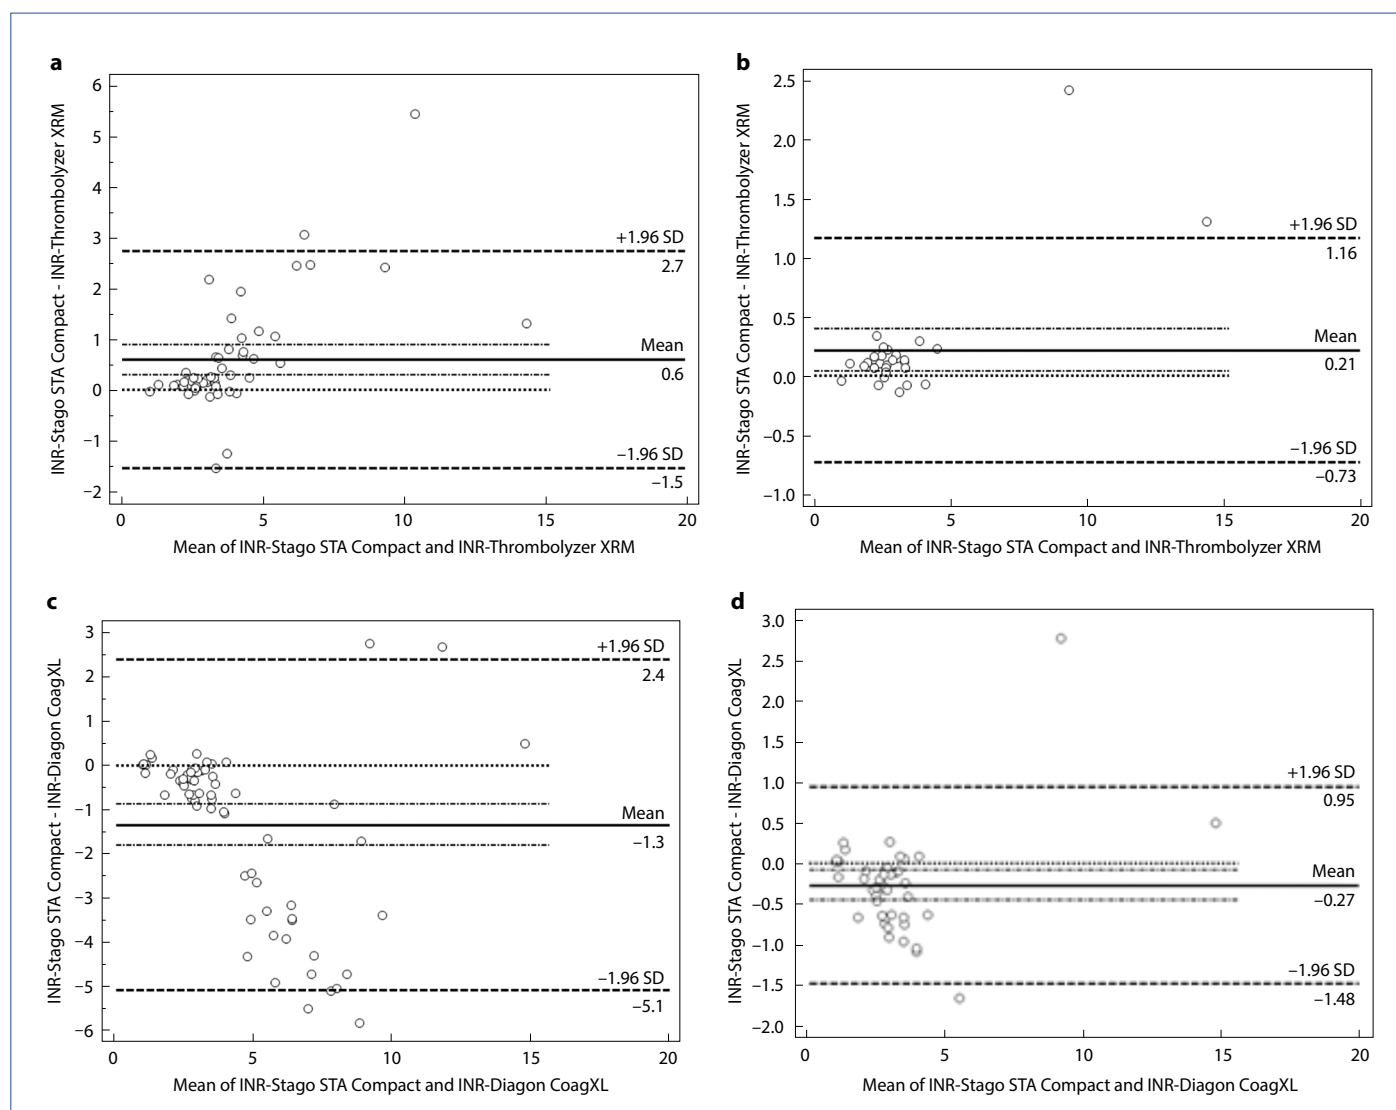 a
INR-Stago STA Compact - INR-Thrombolyzer XRM
6
5
4
3
2
1
0
−1
−2
+1.96 SD
2.7
Mean
0.6
−1.96 SD
−1.5
0 5 10 15 20
Mean of INR-Stago STA Compact and INR-Thrombolyzer XRM
b
INR-Stago STA Compact - INR-Thrombolyzer XRM
2.5
2.0
1.5
1.0
0.5
0.0
−0.5
−1.0
+1.96 SD
1.16
Mean
0.21
−1.96 SD
−0.73
0 5 10 15 20
Mean of INR-Stago STA Compact and INR-Thrombolyzer XRM
c
INR-Stago STA Compact - INR-Diagon CoagXL
3
2
1
0
−1
−2
−3
−4
−5
−6
+1.96 SD
2.4
Mean
−1.3
−1.96 SD
−5.1
0 5 10 15 20
Mean of INR-Stago STA Compact and INR-Diagon CoagXL
d
INR-Stago STA Compact - INR-Diagon CoagXL
3.0
2.5
2.0
1.5
1.0
0.5
0.0
−0.5
−1.0
−1.5
−2.0
+1.96 SD
0.95
Mean
−0.27
−1.96 SD
−1.48
0 5 10 15 20
Mean of INR-Stago STA Compact and INR-Diagon CoagXL